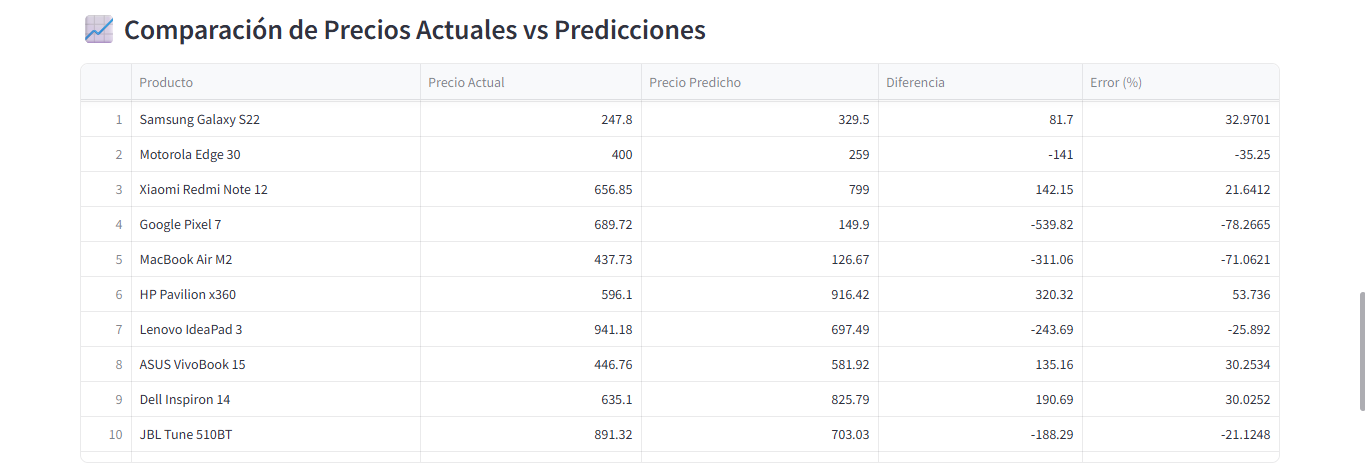 Comparación de Precios Actuales vs Predicciones
Producto Precio Actual Precio Predicho Diferencia Error (%)
1 Samsung Galaxy S22 247.8 329.5 81.7 32.9701
2 Motorola Edge 30 400 259 -141 -35.25
3 Xiaomi Redmi Note 12 656.85 799 142.15 21.6412
4 Google Pixel 7 689.72 149.9 -539.82 -78.2665
5 MacBook Air M2 437.73 126.67 -311.06 -71.0621
6 HP Pavilion x360 596.1 916.42 320.32 53.736
7 Lenovo IdeaPad 3 941.18 697.49 -243.69 -25.892
8 ASUS VivoBook 15 446.76 581.92 135.16 30.2534
9 Dell Inspiron 14 635.1 825.79 190.69 30.0252
10 JBL Tune 510BT 891.32 703.03 -188.29 -21.1248